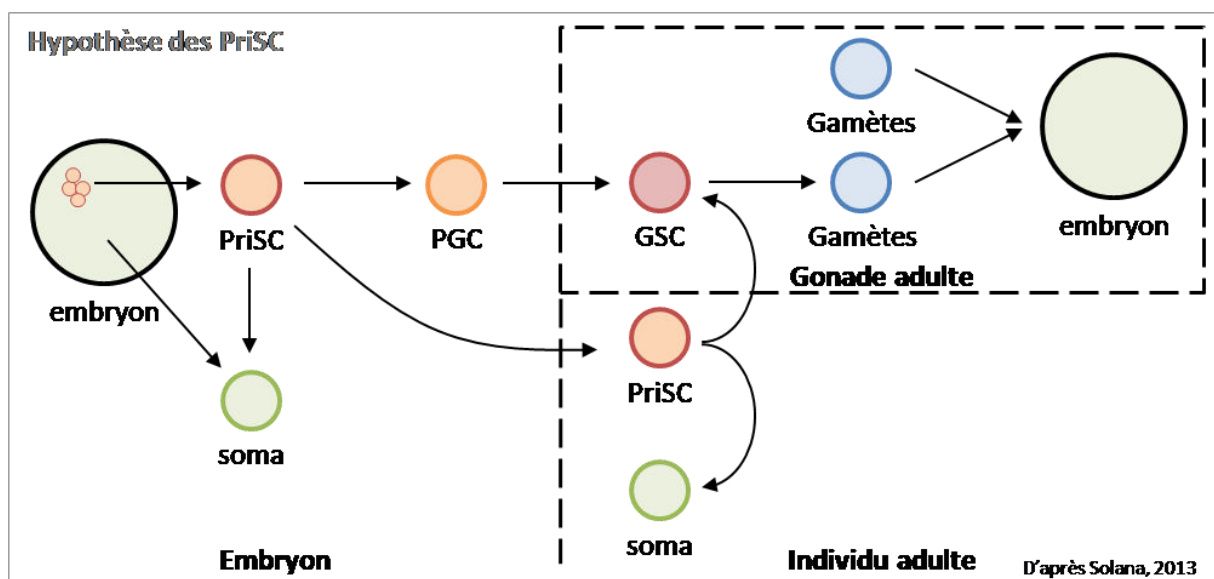 Hypothèse des PriSC
Gamètes
embryon
PriSC
PGC
GSC
Gamètes
embryon
Gonade adulte
soma
PriSC
soma
Embryon
Individu adulte
D'après Solana, 2013